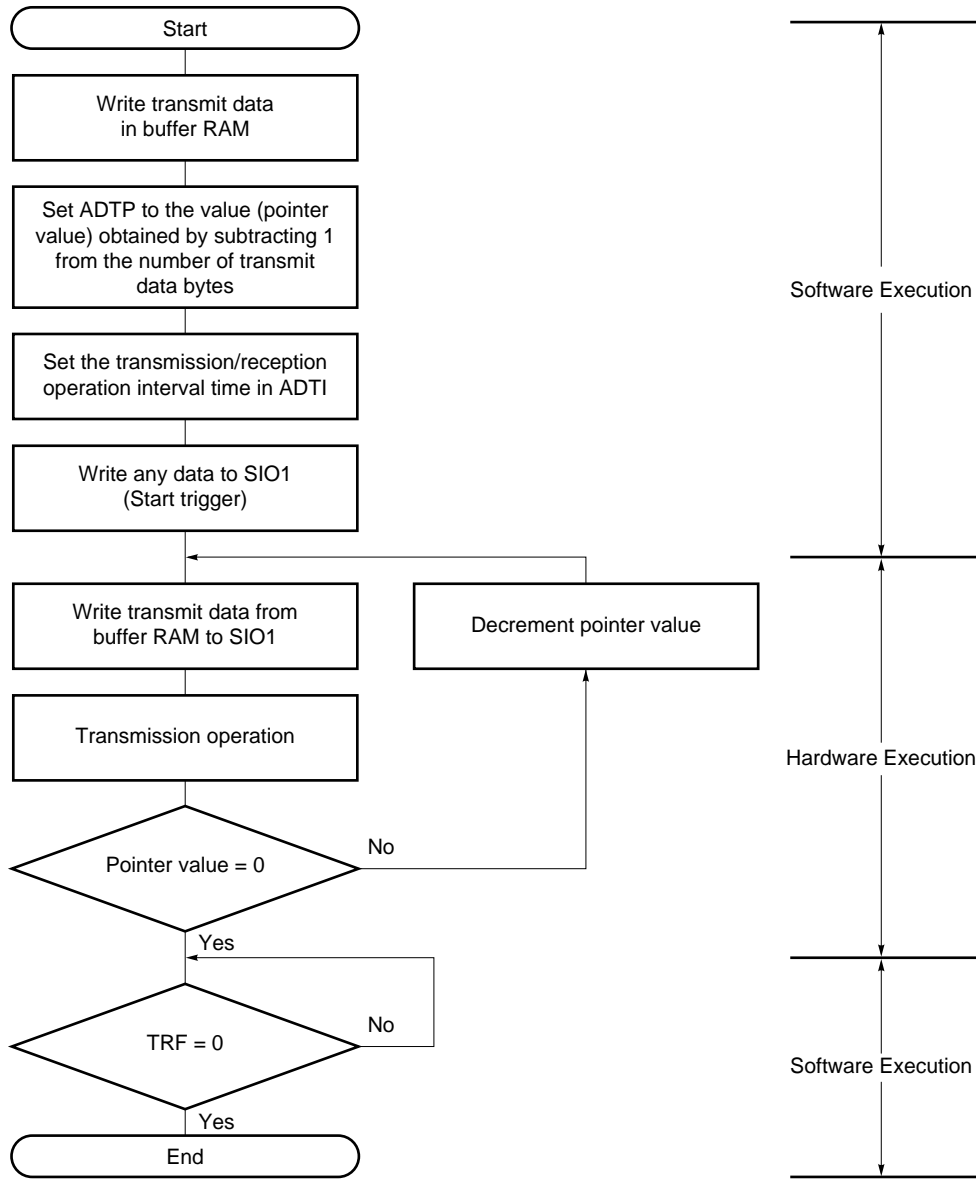 Start
Write transmit data
in buffer RAM
Set ADTP to the value (pointer
value) obtained by subtracting 1
from the number of transmit
data bytes
Software Execution
Set the transmission/reception
operation interval time in ADTI
Write any data to SIO1
(Start trigger)
Write transmit data from
buffer RAM to SIO1
Decrement pointer value
Transmission operation
Hardware Execution
Pointer value = 0
No
Yes
TRF = 0
No
Software Execution
Yes
End